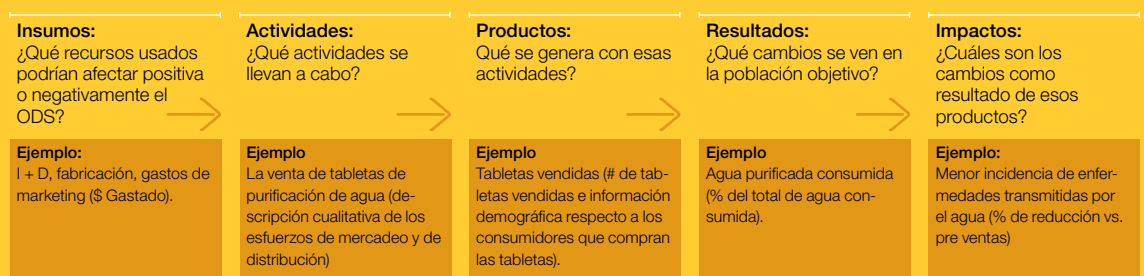 Insumos:
¿Qué recursos usados
podrían afectar positiva
o negativamente el
ODS?
Ejemplo:
I + D, fabricación, gastos de
marketing ($ Gastado).
Actividades:
¿Qué actividades se
llevan a cabo?
Ejemplo
La venta de tabletas de
purificación de agua (de-
scripción cualitativa de los
esfuerzos de mercadeo y de
distribución)
Productos:
Qué se genera con esas
actividades?
Ejemplo
Tabletas vendidas (# de tab-
letas vendidas e información
demográfica respecto a los
consumidores que compran
las tabletas).
Resultados:
¿Qué cambios se ven en
la población objetivo?
Ejemplo
Agua purificada consumida
(% del total de agua con-
sumida).
Impactos:
¿Cuáles son los
cambios como
resultado de esos
productos?
Ejemplo:
Menor incidencia de enfer-
medades transmitidas por
el agua (% de reducción vs.
pre ventas)